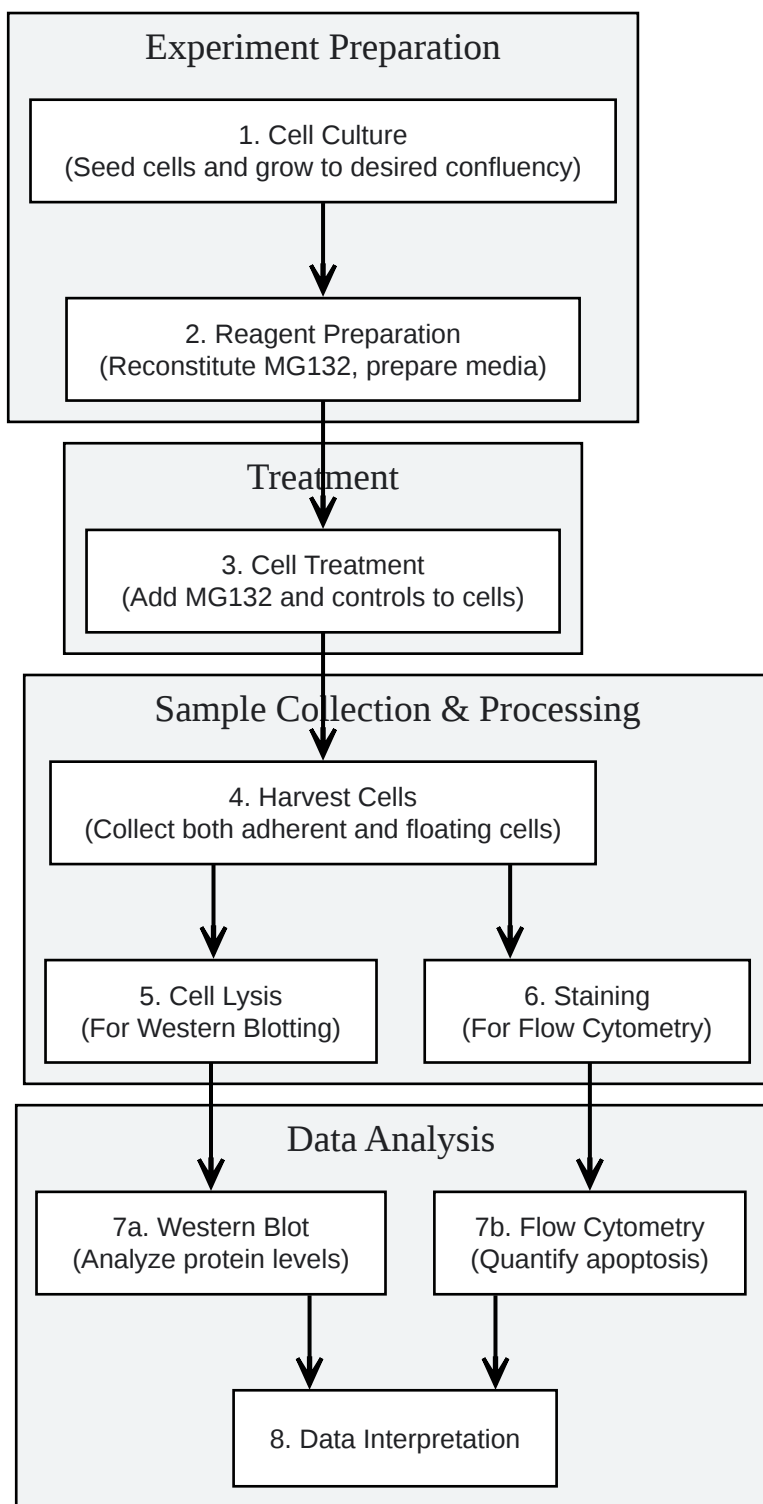 Experiment Preparation
1. Cell Culture
(Seed cells and grow to desired confluency)
2. Reagent Preparation
(Reconstitute MG132, prepare media)
Treatment
3. Cell Treatment
(Add MG132 and controls to cells)
Sample Collection & Processing
4. Harvest Cells
(Collect both adherent and floating cells)
5. Cell Lysis
(For Western Blotting)
6. Staining
(For Flow Cytometry)
Data Analysis
7a. Western Blot
(Analyze protein levels)
7b. Flow Cytometry
(Quantify apoptosis)
8. Data Interpretation